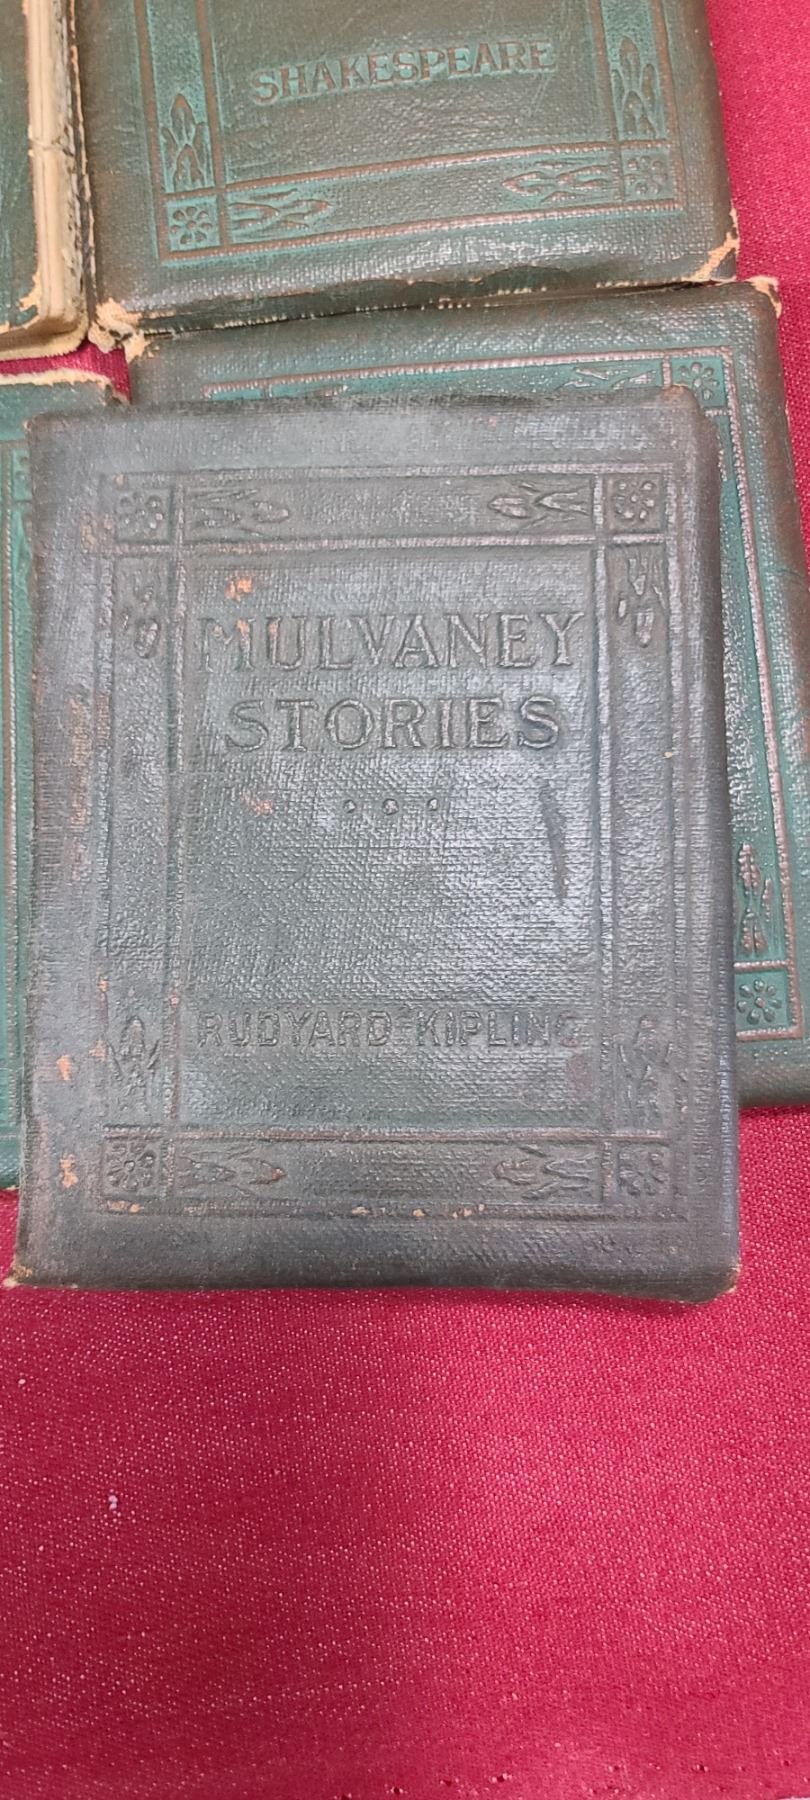 SHAKESPEARE
MULVANEY
STORIES
RUDYARD KIPLING